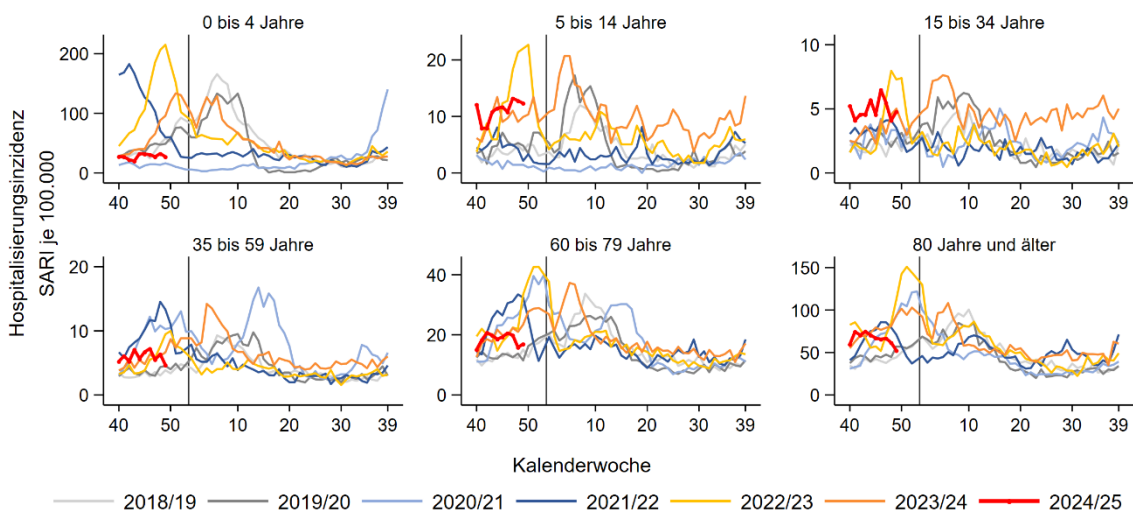 0 bis 4 Jahre
5 bis 14 Jahre
15 bis 34 Jahre
200
100
0
40 50 10 20 30 39
20
10
0
40 50 10 20 30 39
10
5
0
40 50 10 20 30 39
Hospitalisierungsinzidenz
SARI je 100.000
35 bis 59 Jahre
60 bis 79 Jahre
80 Jahre und älter
20
10
0
40 50 10 20 30 39
40
20
0
40 50 10 20 30 39
150
100
50
0
40 50 10 20 30 39
Kalenderwoche
2018/19 2019/20 2020/21 2021/22 2022/23 2023/24 2024/25